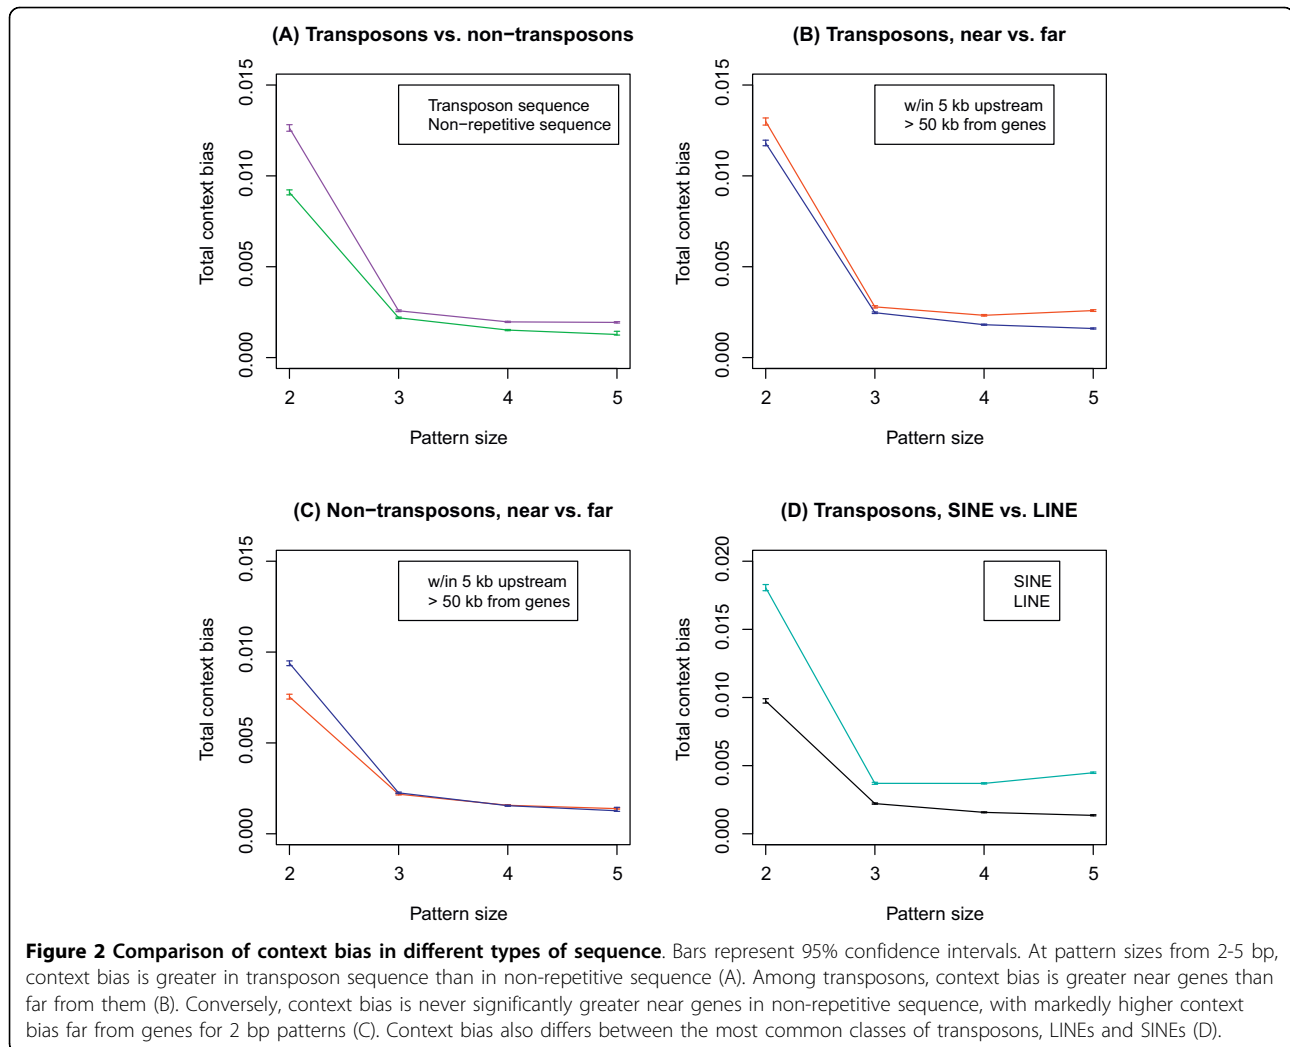 (A) Transposons vs. non−transposons
Total context bias
0.000 0.005 0.010 0.015
Transposon sequence
Non−repetitive sequence
2 3 4 5
Pattern size
(B) Transposons, near vs. far
Total context bias
0.000 0.005 0.010 0.015
w/in 5 kb upstream
> 50 kb from genes
2 3 4 5
Pattern size
(C) Non−transposons, near vs. far
Total context bias
0.000 0.005 0.010 0.015
w/in 5 kb upstream
> 50 kb from genes
2 3 4 5
Pattern size
(D) Transposons, SINE vs. LINE
Total context bias
0.000 0.005 0.010 0.015 0.020
SINE
LINE
2 3 4 5
Pattern size
Figure 2 Comparison of context bias in different types of sequence. Bars represent 95% confidence intervals. At pattern sizes from 2-5 bp,
context bias is greater in transposon sequence than in non-repetitive sequence (A). Among transposons, context bias is greater near genes than
far from them (B). Conversely, context bias is never significantly greater near genes in non-repetitive sequence, with markedly higher context
bias far from genes for 2 bp patterns (C). Context bias also differs between the most common classes of transposons, LINEs and SINEs (D).